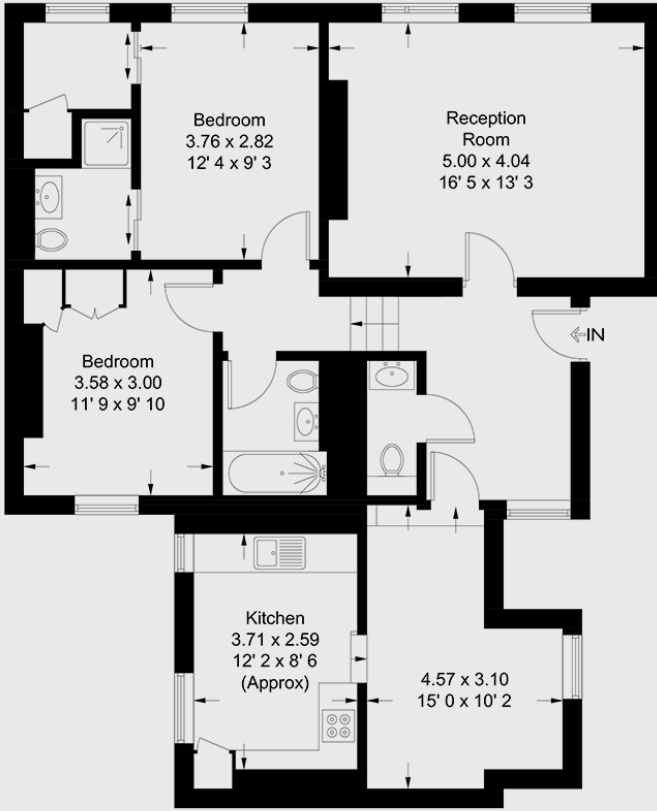 Bedroom
3.76 x 2.82
12' 4 x 9' 3
Reception
Room
5.00 x 4.04
16' 5 x 13' 3
IN
Bedroom
3.58 x 3.00
11' 9 x 9' 10
Kitchen
3.71 x 2.59
12' 2 x 8' 6
(Approx)
4.57 x 3.10
15' 0 x 10' 2